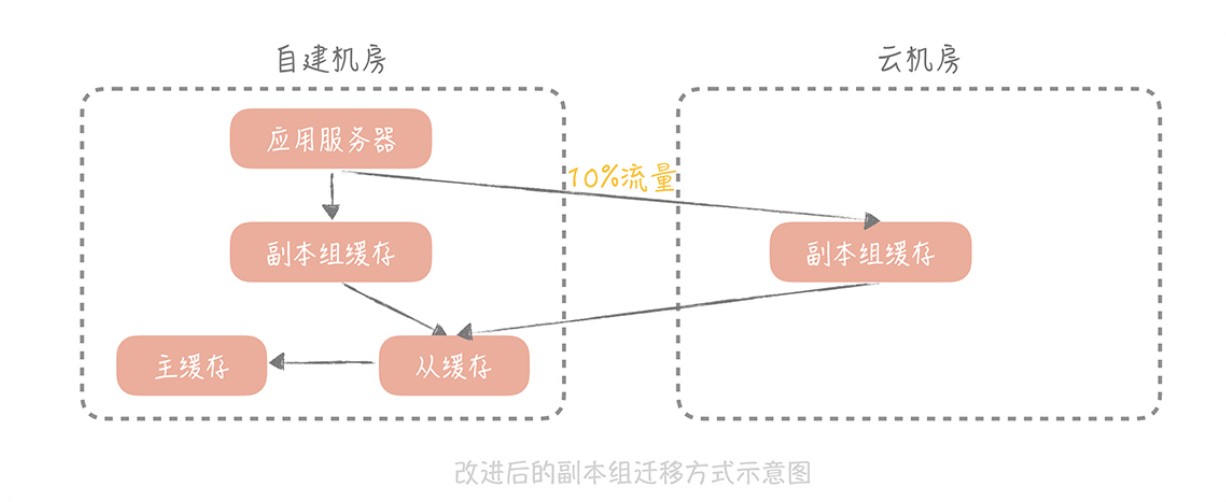 自建机房
云机房
应用服务器
10%流量
副本组缓存
副本组缓存
主缓存
从缓存
改进后的副本组迁移方式示意图